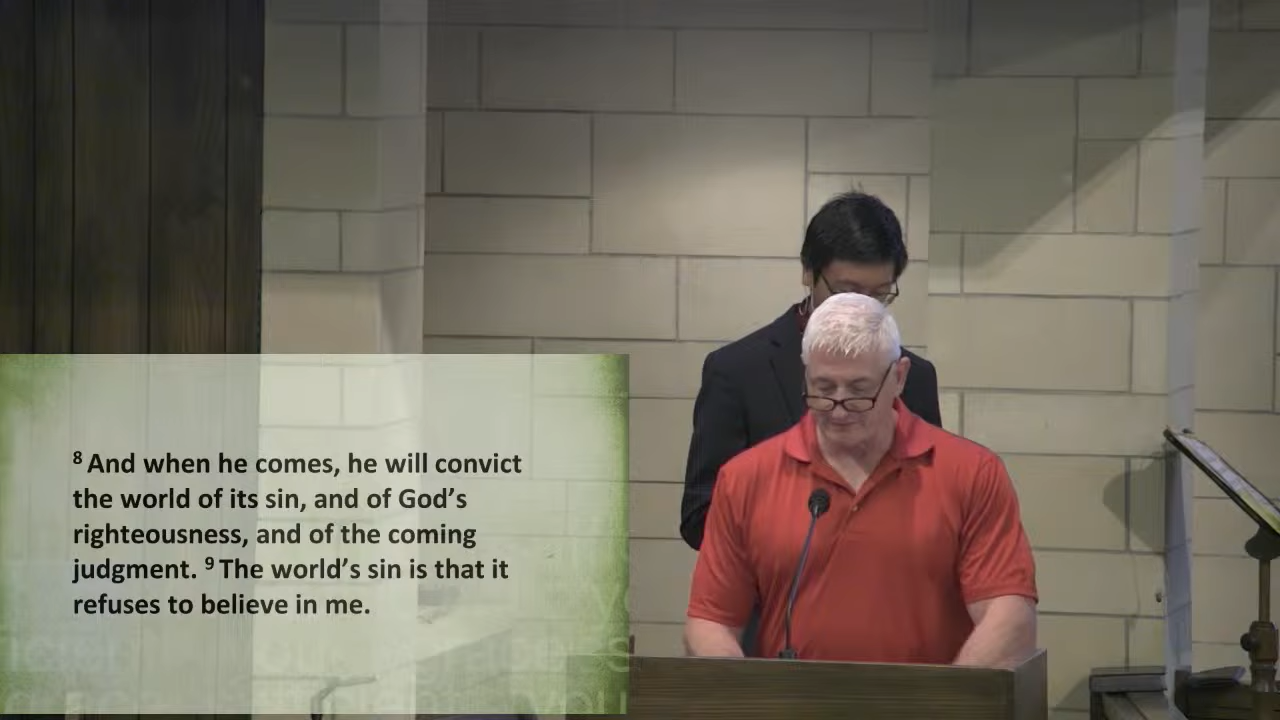 ⁸ And when he comes, he will convict
the world of its sin, and of God’s
righteousness, and of the coming
judgment. ⁹ The world’s sin is that it
refuses to believe in me.